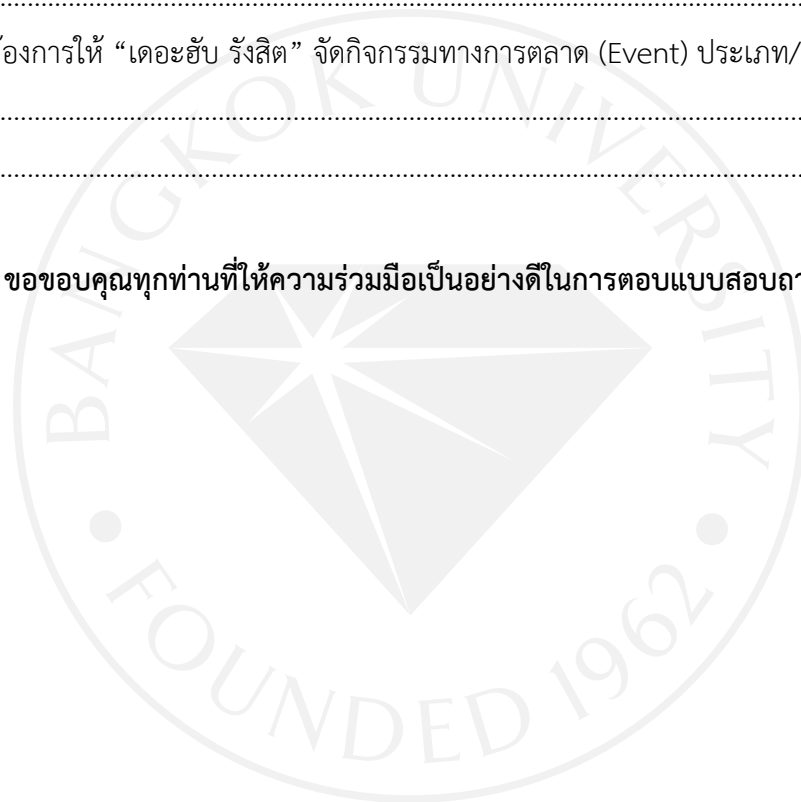 ้องการให้ “เดอะฮับ รังสิต” จัดกิจกรรมทางการตลาด (Event) ประเภท/
ขอขอบคุณทุกท่านที่ให้ความร่วมมือเป็นอย่างดีในการตอบแบบสอบถา
BANGKOK UNIVERSITY
FOUNDED 1962